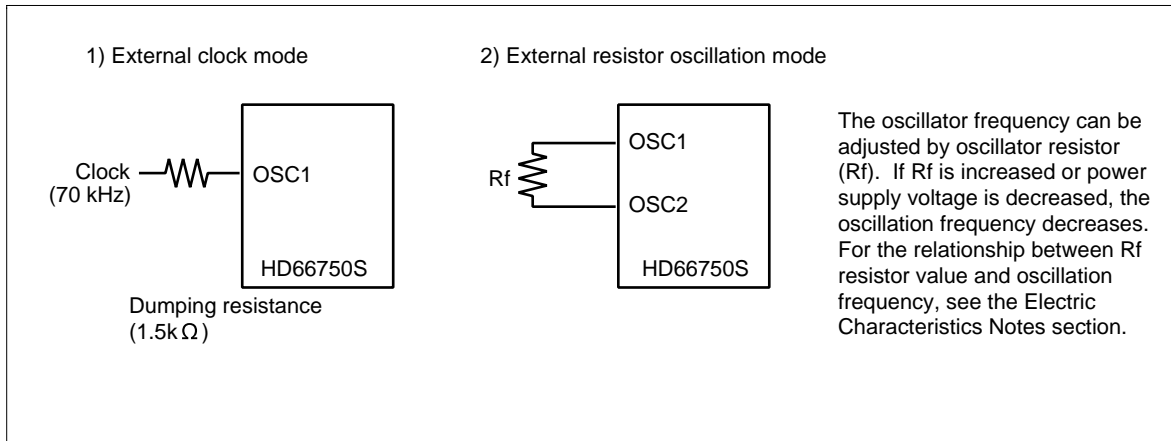 1) External clock mode
Clock
(70 kHz)
OSC1
HD66750S
Dumping resistance
(1.5kΩ)
2) External resistor oscillation mode
Rf
OSC1
OSC2
HD66750S
The oscillator frequency can be
adjusted by oscillator resistor
(Rf).  If Rf is increased or power
supply voltage is decreased, the
oscillation frequency decreases.
For the relationship between Rf
resistor value and oscillation
frequency, see the Electric
Characteristics Notes section.